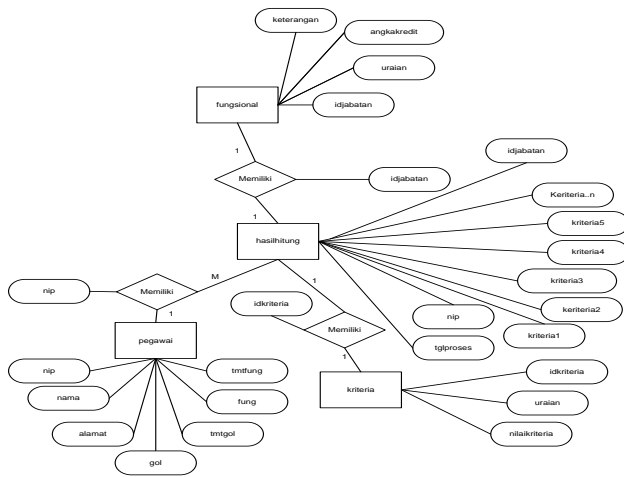 keterangan
angkakredit
uraian
fungsional
idjabatan
1
Memiliki
idjabatan
1
idjabatan
Keriteria..n
kriteria5
hasilhitung
kriteria4
kriteria3
keriteria2
kriteria1
nip
tglproses
M
1
nip
Memiliki
1
idkriteria
Memiliki
1
pegawai
nip
nama
alamat
gol
tmtgol
fung
tmtfung
kriteria
idkriteria
uraian
nilaikriteria